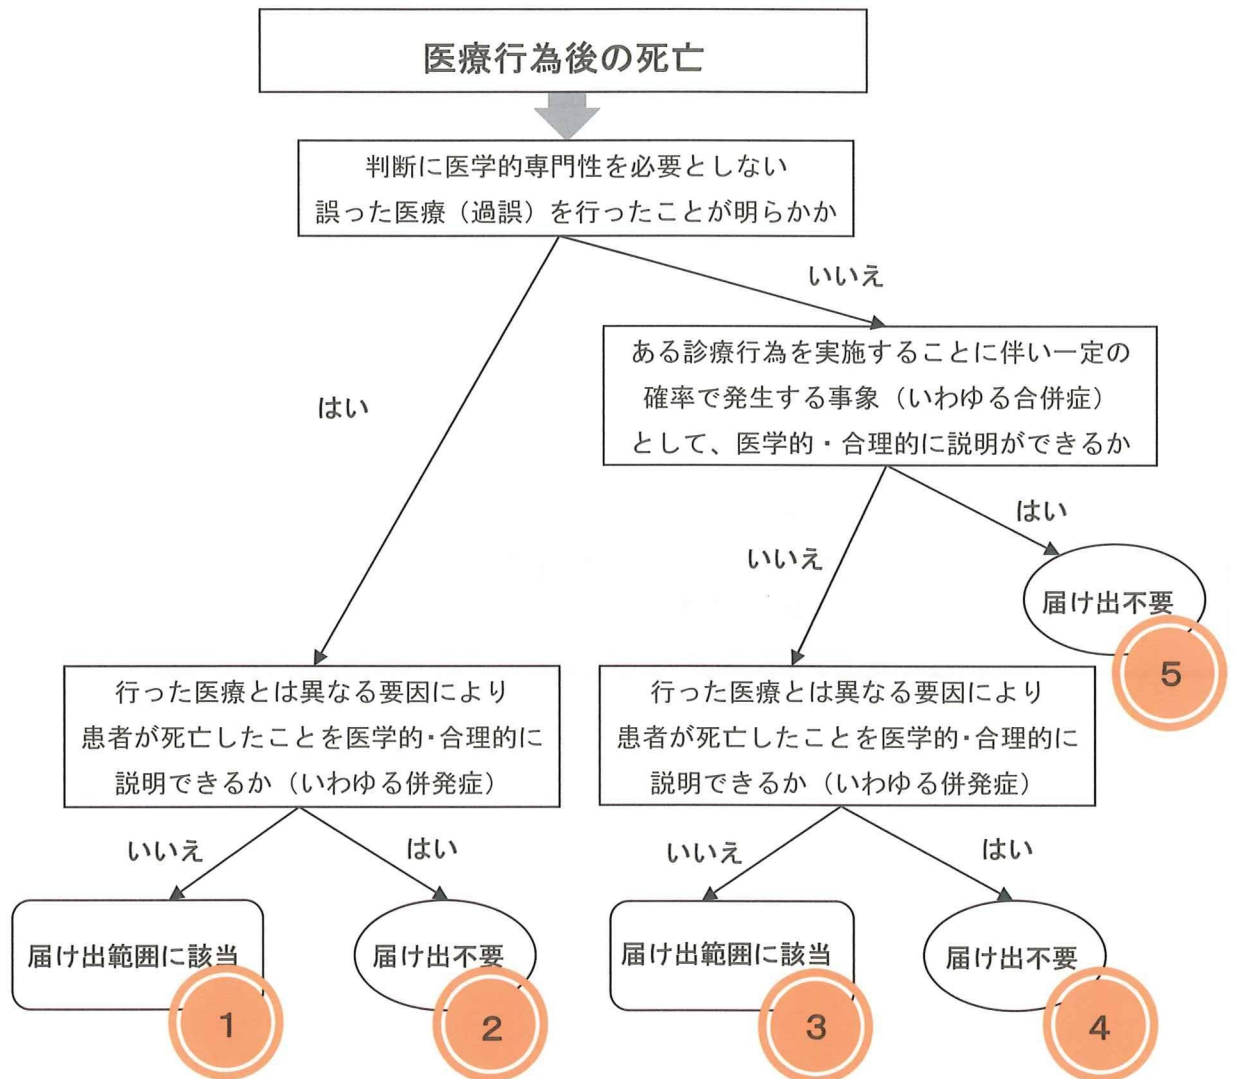 医療行為後の死亡
判断に医学的専門性を必要としない
誤った医療（過誤）を行ったことが明らかか
いいえ
はい
ある診療行為を実施することに伴い一定の
確率で発生する事象（いわゆる合併症）
として、医学的・合理的に説明ができるか
はい
いいえ
届け出不要
5
行った医療とは異なる要因により
患者が死亡したことを医学的・合理的に
説明できるか（いわゆる併発症）
行った医療とは異なる要因により
患者が死亡したことを医学的・合理的に
説明できるか（いわゆる併発症）
いいえ
はい
いいえ
はい
届け出範囲に該当
1
届け出不要
2
届け出範囲に該当
3
届け出不要
4